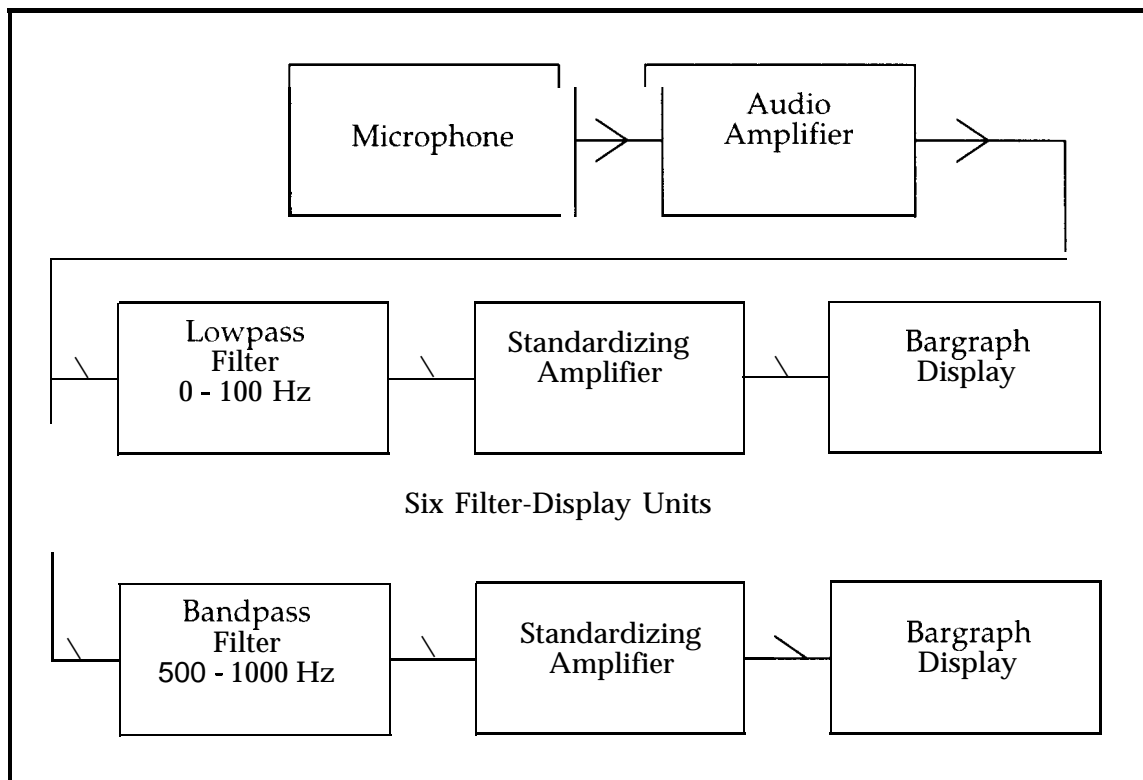 Microphone
Audio
Amplifier
Lowpass
Filter
0 - 100 Hz
Standardizing
Amplifier
Bargraph
Display
Six Filter-Display Units
Bandpass
Filter
500 - 1000 Hz
Standardizing
Amplifier
Bargraph
Display